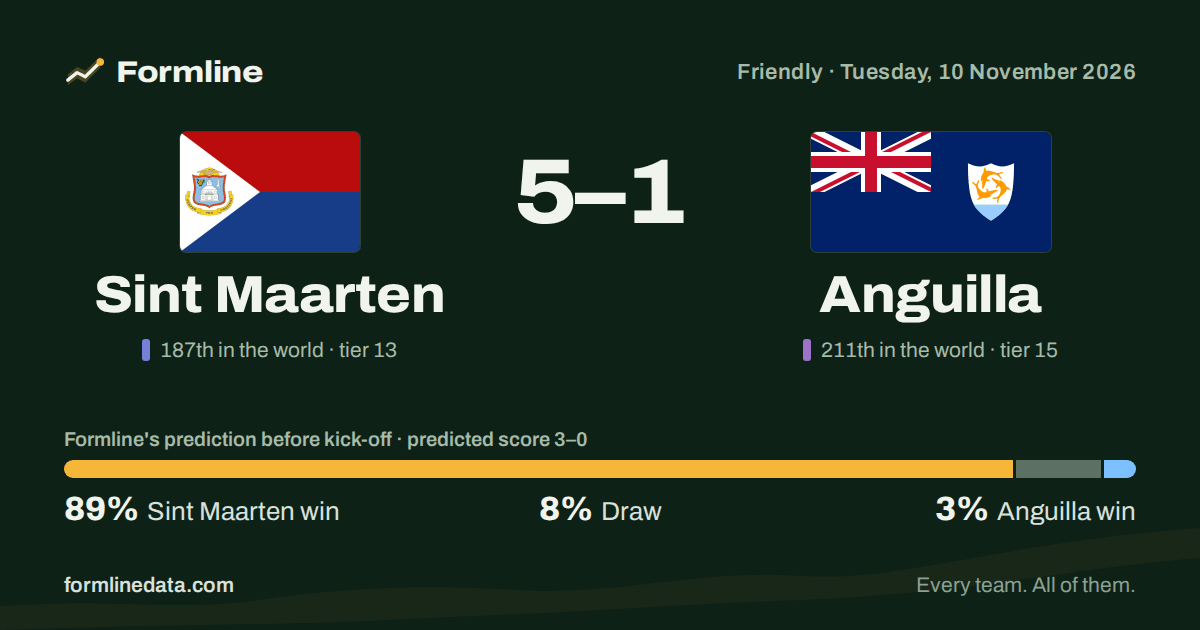 Formline
Friendly · Tuesday, 10 November 2026
5–1
Sint Maarten
Anguilla
187th in the world · tier 13
211th in the world · tier 15
Formline's prediction before kick-off · predicted score 3–0
89% Sint Maarten win
8% Draw
3% Anguilla win
formlinedata.com
Every team. All of them.